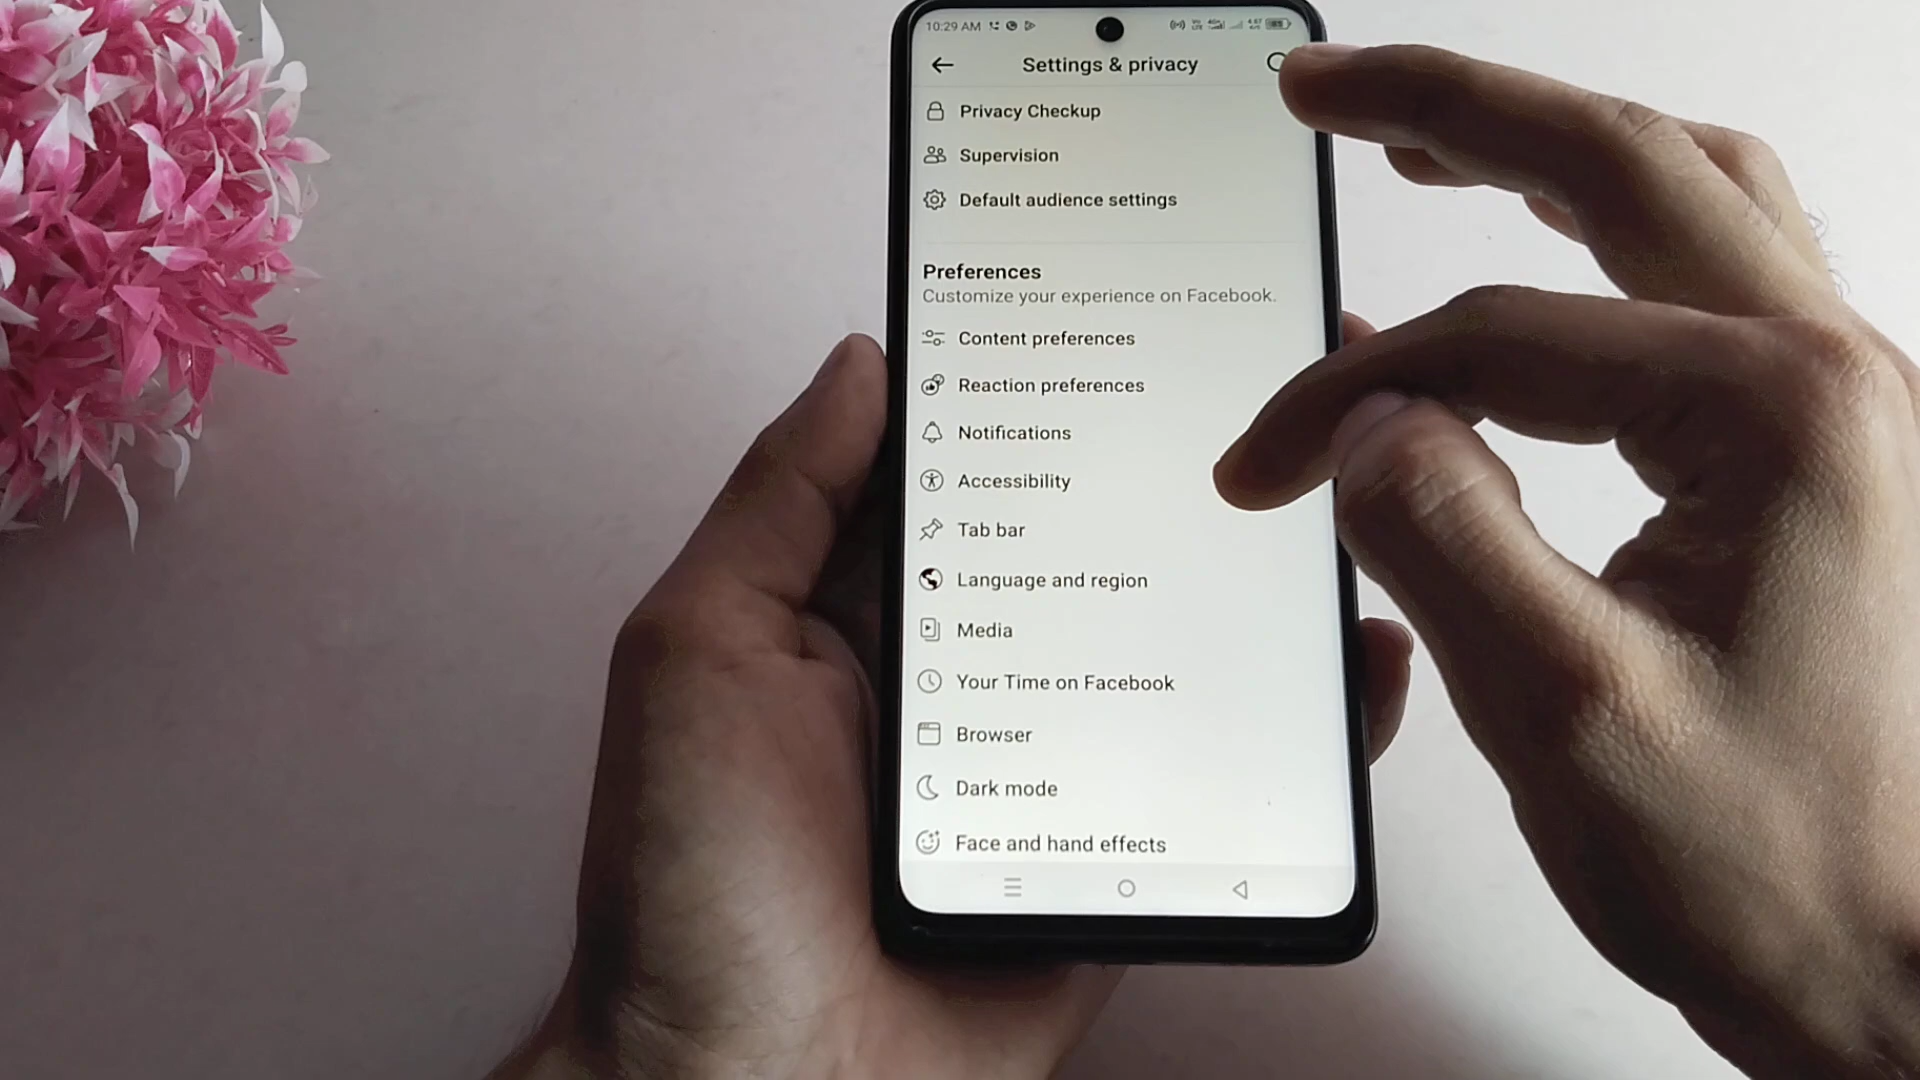 10:29 AM
Settings & privacy
Privacy Checkup
Supervision
Default audience settings
Preferences
Customize your experience on Facebook.
Content preferences
Reaction preferences
Notifications
Accessibility
Tab bar
Language and region
Media
Your Time on Facebook
Browser
Dark mode
Face and hand effects